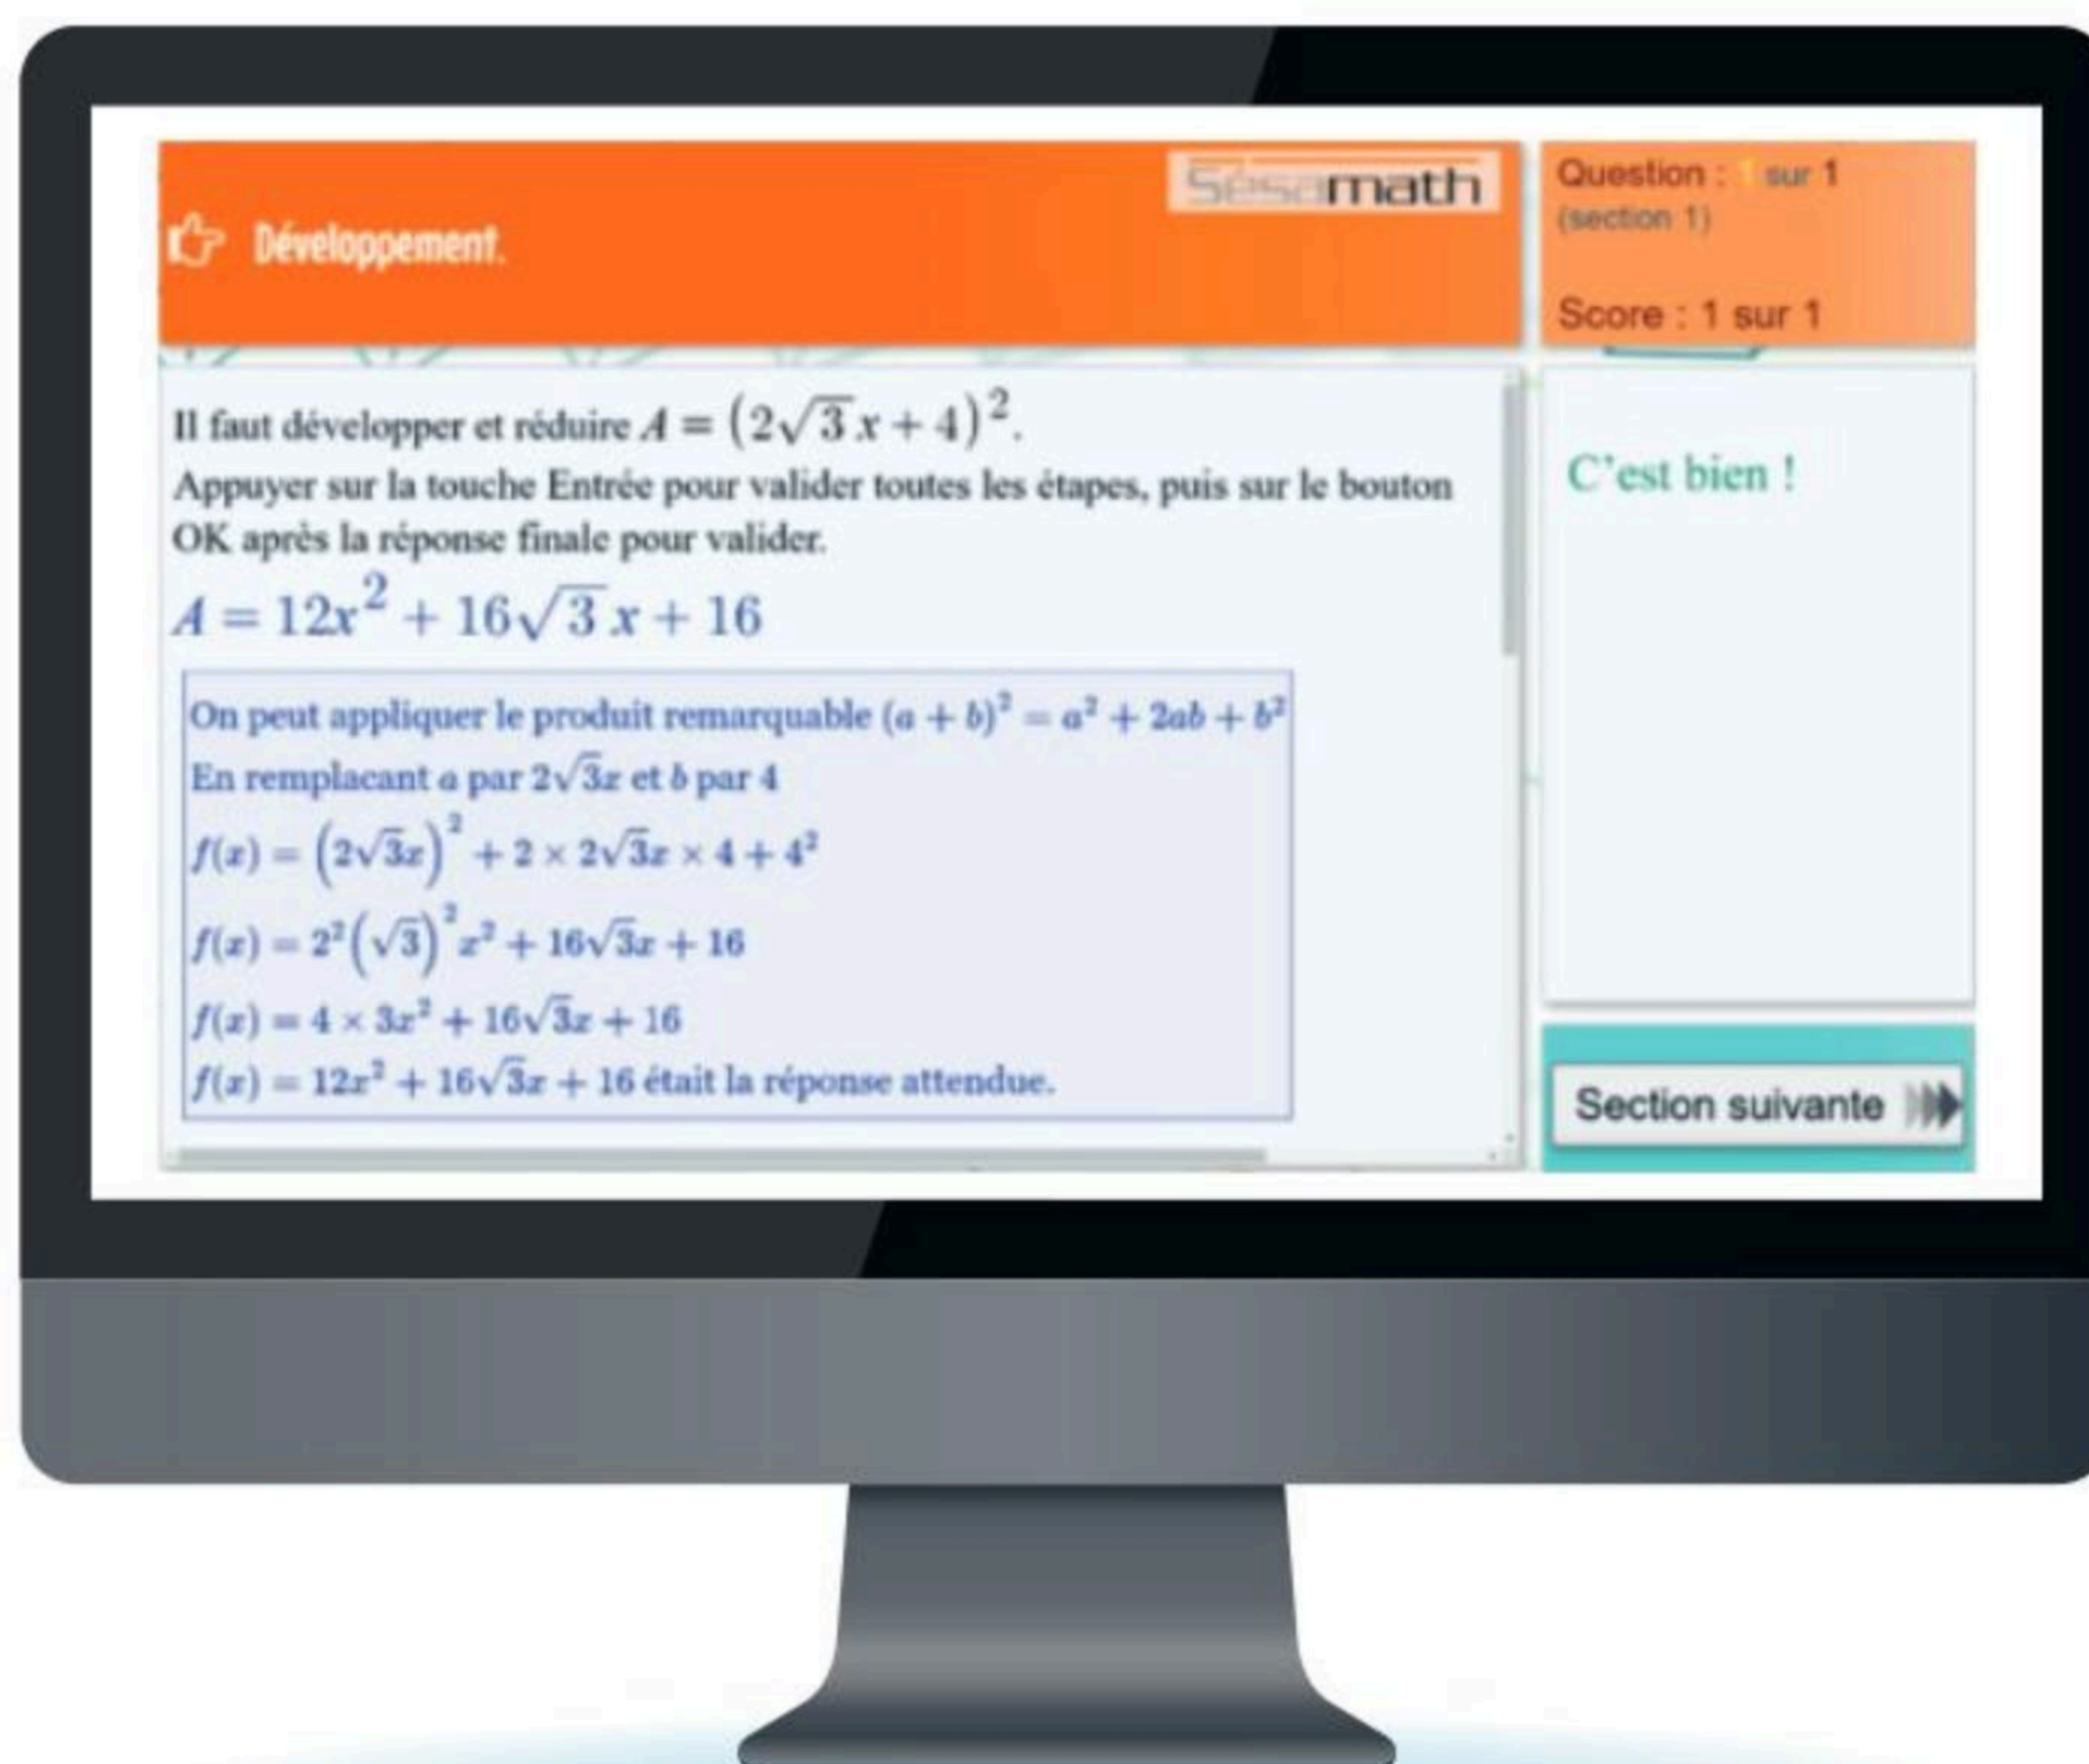 Développement.
Sésamath
Question : 1 sur 1
(section 1)
Score : 1 sur 1
Il faut développer et réduire A = (2√3x + 4)².
Appuyer sur la touche Entrée pour valider toutes les étapes, puis sur le bouton
OK après la réponse finale pour valider.
A = 12x² + 16√3x + 16
On peut appliquer le produit remarquable (a + b)² = a² + 2ab + b²
En remplacant a par 2√3x et b par 4
f(x) = (2√3x)² + 2 × 2√3x × 4 + 4²
f(x) = 2²(√3)²x² + 16√3x + 16
f(x) = 4 × 3x² + 16√3x + 16
f(x) = 12x² + 16√3x + 16 était la réponse attendue.
C'est bien !
Section suivante